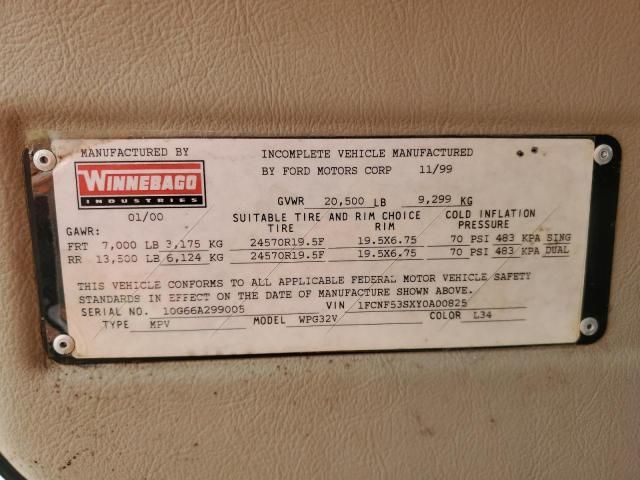 MANUFACTURED BY INCOMPLETE VEHICLE MANUFACTURED
WINNEBAGO BY FORD MOTORS CORP 11/99
INDUSTRIES GVWR 20,500 LB 9,299 KG
01/00 SUITABLE TIRE AND RIM CHOICE COLD INFLATION
GAWR: TIRE RIM PRESSURE
FRT 7,000 LB 3,175 KG 24570R19.5F 19.5X6.75 70 PSI 483 KPA SING
RR 13,500 LB 6,124 KG 24570R19.5F 19.5X6.75 70 PSI 483 KPA DUAL
THIS VEHICLE CONFORMS TO ALL APPLICABLE FEDERAL MOTOR VEHICLE SAFETY
STANDARDS IN EFFECT ON THE DATE OF MANUFACTURE SHOWN ABOVE.
SERIAL NO. 10G66A299005 VIN 1FCNF53SXY0A00825
TYPE MPV MODEL WPG32V COLOR L34